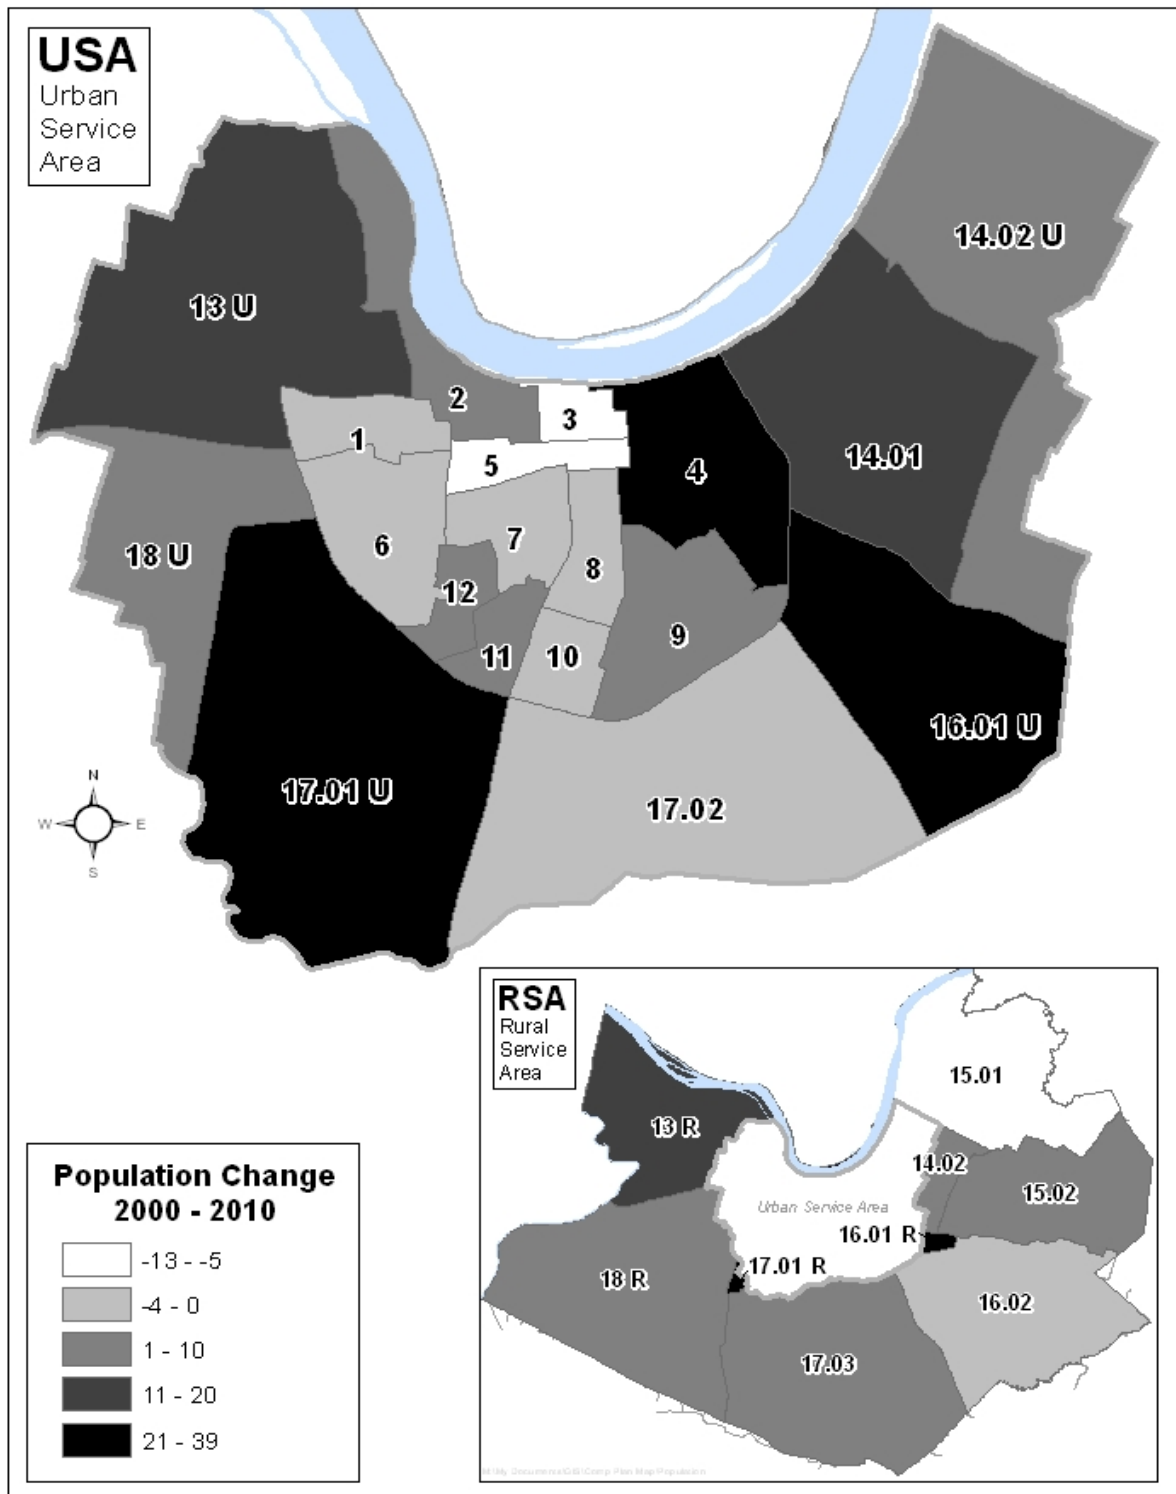 USA
Urban
Service
Area
14.02 U
13 U
2
3
1
14.01
5
4
6
7
18 U
8
12
9
11
10
16.01 U
17.01 U
17.02
N
W
E
S
RSA
Rural
Service
Area
15.01
13 R
14.02
15.02
Urban Service Area
16.01 R
17.01 R
18 R
16.02
17.03
Population Change
2000 - 2010
-13 - -5
-4 - 0
1 - 10
11 - 20
21 - 39